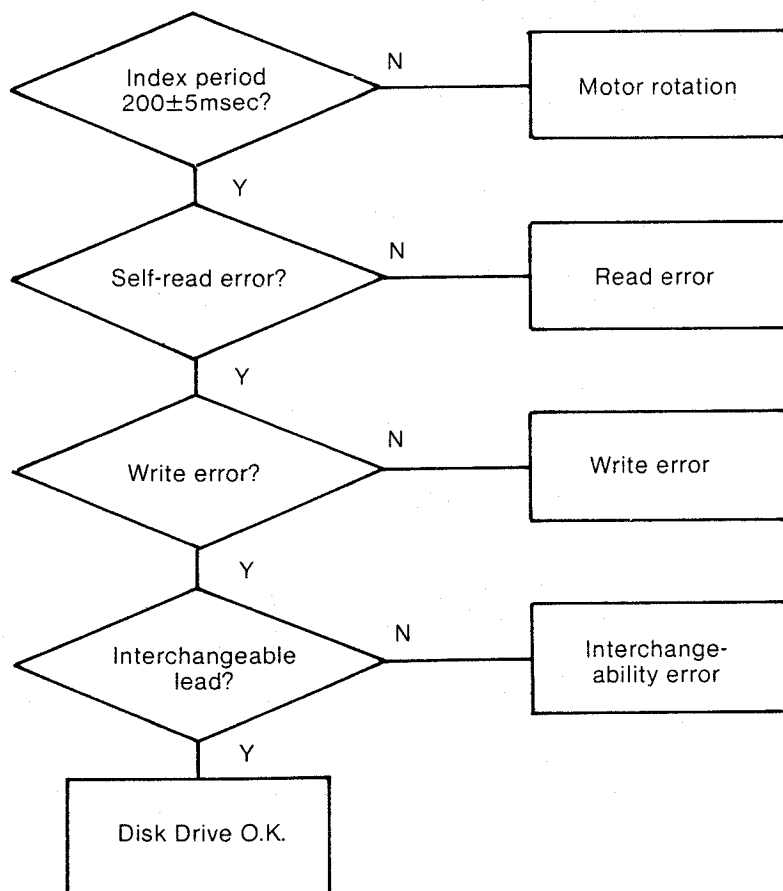 Index period
200±5msec?
N
Motor rotation
Y
Self-read error?
N
Read error
Y
Write error?
N
Write error
Y
Interchangeable
lead?
N
Interchange-
ability error
Y
Disk Drive O.K.